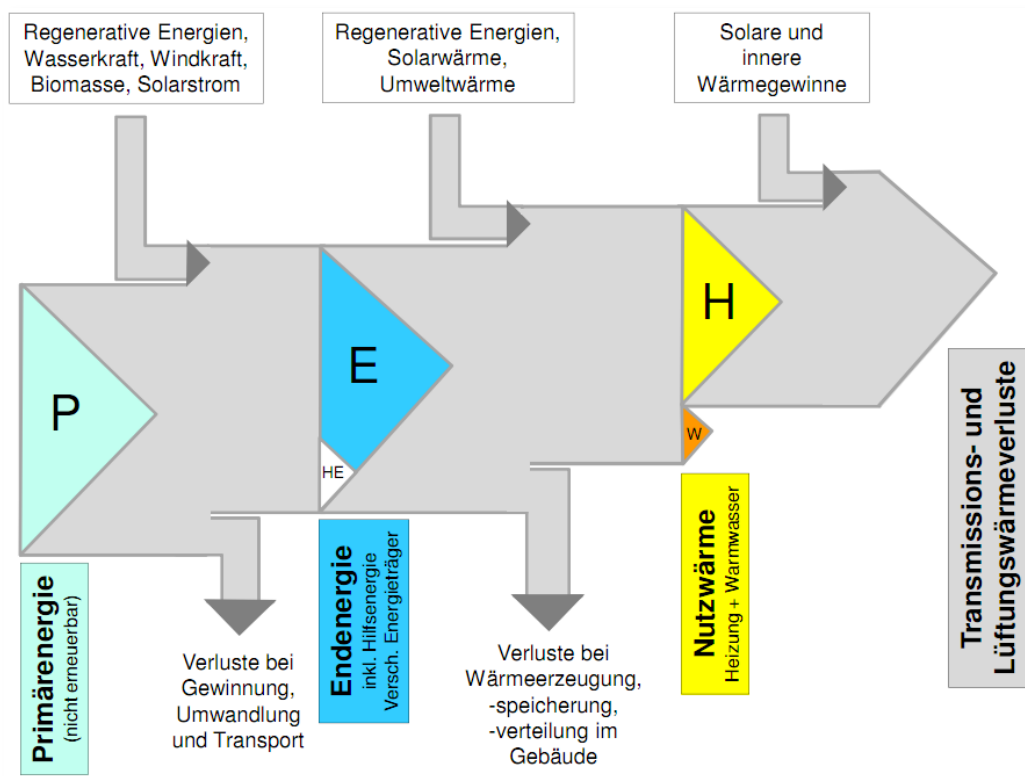 Regenerative Energien,
Wasserkraft, Windkraft,
Biomasse, Solarstrom
Regenerative Energien,
Solarwärme,
Umweltwärme
Solare und
innere
Wärmegewinne
P
E
HE
H
W
Primärenergie
(nicht erneuerbar)
Verluste bei
Gewinnung,
Umwandlung
und Transport
Endenergie
inkl. Hilfsenergie
Versch. Energieträger
Verluste bei
Wärmeerzeugung,
-speicherung,
-verteilung im
Gebäude
Nutzwärme
Heizung + Warmwasser
Transmissions- und
Lüftungswärmeverluste